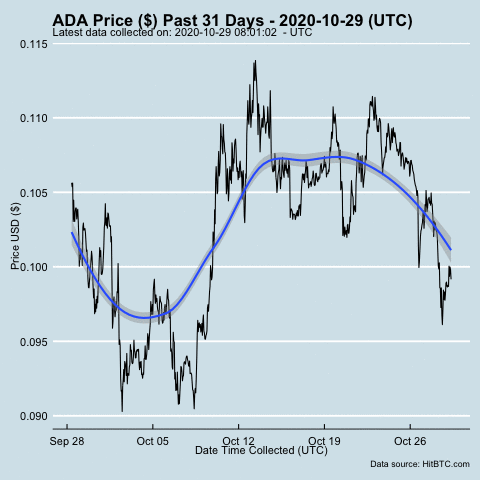 ADA Price ($) Past 31 Days - 2020-10-29 (UTC)
Latest data collected on: 2020-10-29 08:01:02 - UTC
0.115
0.110
0.105
0.100
0.095
0.090
Price USD ($)
Sep 28 Oct 05 Oct 12 Oct 19 Oct 26
Date Time Collected (UTC)
Data source: HitBTC.com